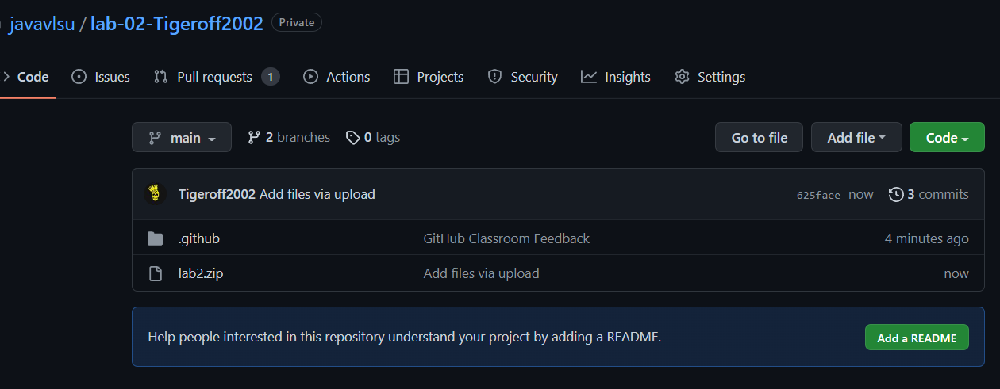 javavlsu / lab-02-Tigeroff2002 Private
Code Issues Pull requests 1 Actions Projects Security Insights Settings
main 2 branches 0 tags Go to file Add file Code
Tigeroff2002 Add files via upload 625faee now 3 commits
.github GitHub Classroom Feedback 4 minutes ago
lab2.zip Add files via upload now
Help people interested in this repository understand your project by adding a README. Add a README